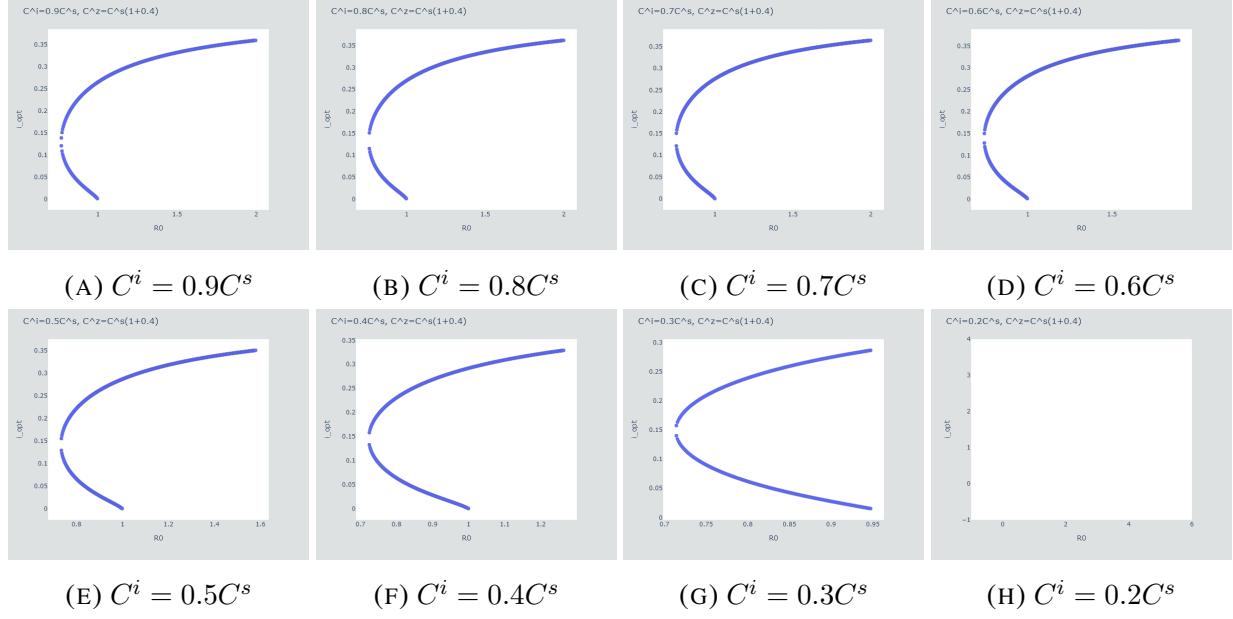 C^i=0.9C^s, C^z=C^s(1+0.4)
0.35
0.3
0.25
0.2
0.15
0.1
0.05
0
i_opt
1
1.5
2
R0
C^i=0.8C^s, C^z=C^s(1+0.4)
0.35
0.3
0.25
0.2
0.15
0.1
0.05
0
i_opt
1
1.5
2
R0
C^i=0.7C^s, C^z=C^s(1+0.4)
0.35
0.3
0.25
0.2
0.15
0.1
0.05
0
i_opt
1
1.5
2
R0
C^i=0.6C^s, C^z=C^s(1+0.4)
0.35
0.3
0.25
0.2
0.15
0.1
0.05
0
i_opt
1
1.5
R0
(A) C^i = 0.9C^s
(B) C^i = 0.8C^s
(C) C^i = 0.7C^s
(D) C^i = 0.6C^s
C^i=0.5C^s, C^z=C^s(1+0.4)
0.35
0.3
0.25
0.2
0.15
0.1
0.05
0
i_opt
0.8
1
1.2
1.4
1.6
R0
C^i=0.4C^s, C^z=C^s(1+0.4)
0.35
0.3
0.25
0.2
0.15
0.1
0.05
0
i_opt
0.7
0.8
0.9
1
1.1
1.2
R0
C^i=0.3C^s, C^z=C^s(1+0.4)
0.3
0.25
0.2
0.15
0.1
0.05
0
i_opt
0.7
0.75
0.8
0.85
0.9
0.95
R0
C^i=0.2C^s, C^z=C^s(1+0.4)
4
3
2
1
0
−1
i_opt
0
2
4
6
R0
(E) C^i = 0.5C^s
(F) C^i = 0.4C^s
(G) C^i = 0.3C^s
(H) C^i = 0.2C^s